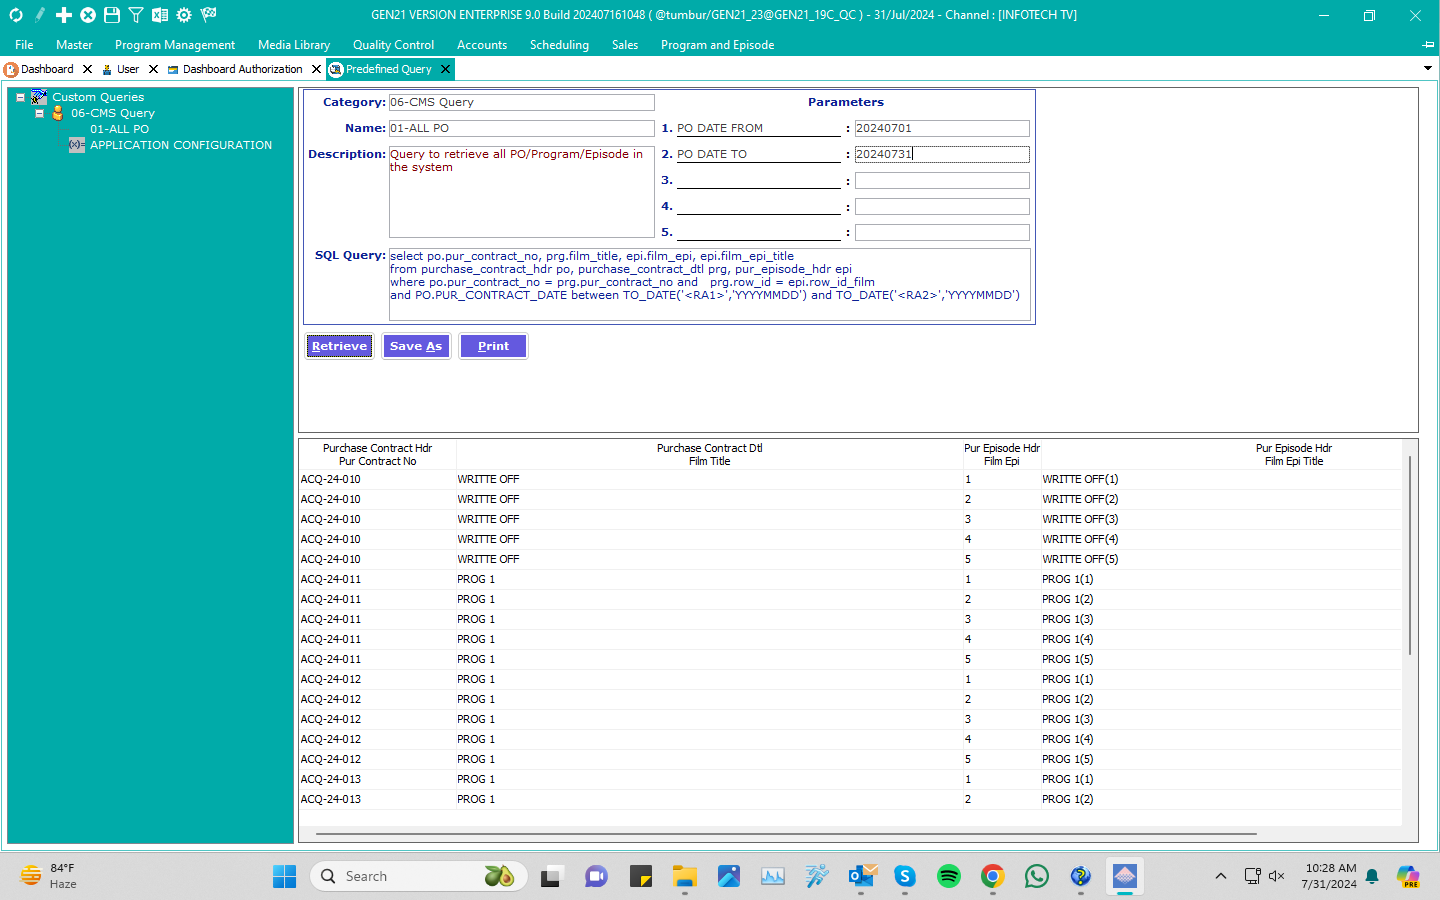 GEN21 VERSION ENTERPRISE 9.0 Build 202407161048 ( @tumbur/GEN21_23@GEN21_19C_QC ) - 31/Jul/2024 - Channel : [INFOTECH TV]
File Master Program Management Media Library Quality Control Accounts Scheduling Sales Program and Episode
Dashboard User Dashboard Authorization Predefined Query
Custom Queries
06-CMS Query
01-ALL PO
APPLICATION CONFIGURATION
Category: 06-CMS Query Parameters
Name: 01-ALL PO 1. PO DATE FROM : 20240701
Description: Query to retrieve all PO/Program/Episode in 2. PO DATE TO : 20240731
the system
3. :
4. :
5. :
SQL Query: select po.pur_contract_no, prg.film_title, epi.film_epi, epi.film_epi_title
from purchase_contract_hdr po, purchase_contract_dtl prg, pur_episode_hdr epi
where po.pur_contract_no = prg.pur_contract_no and prg.row_id = epi.row_id_film
and PO.PUR_CONTRACT_DATE between TO_DATE('<RA1>','YYYYMMDD') and TO_DATE('<RA2>','YYYYMMDD')
Retrieve Save As Print
Purchase Contract Hdr Purchase Contract Dtl Pur Episode Hdr Pur Episode Hdr
Pur Contract No Film Title Film Epi Film Epi Title
ACQ-24-010 WRITTE OFF 1 WRITTE OFF(1)
ACQ-24-010 WRITTE OFF 2 WRITTE OFF(2)
ACQ-24-010 WRITTE OFF 3 WRITTE OFF(3)
ACQ-24-010 WRITTE OFF 4 WRITTE OFF(4)
ACQ-24-010 WRITTE OFF 5 WRITTE OFF(5)
ACQ-24-011 PROG 1 1 PROG 1(1)
ACQ-24-011 PROG 1 2 PROG 1(2)
ACQ-24-011 PROG 1 3 PROG 1(3)
ACQ-24-011 PROG 1 4 PROG 1(4)
ACQ-24-011 PROG 1 5 PROG 1(5)
ACQ-24-012 PROG 1 1 PROG 1(1)
ACQ-24-012 PROG 1 2 PROG 1(2)
ACQ-24-012 PROG 1 3 PROG 1(3)
ACQ-24-012 PROG 1 4 PROG 1(4)
ACQ-24-012 PROG 1 5 PROG 1(5)
ACQ-24-013 PROG 1 1 PROG 1(1)
ACQ-24-013 PROG 1 2 PROG 1(2)
84°F
Haze
Search
10:28 AM
7/31/2024
PRE